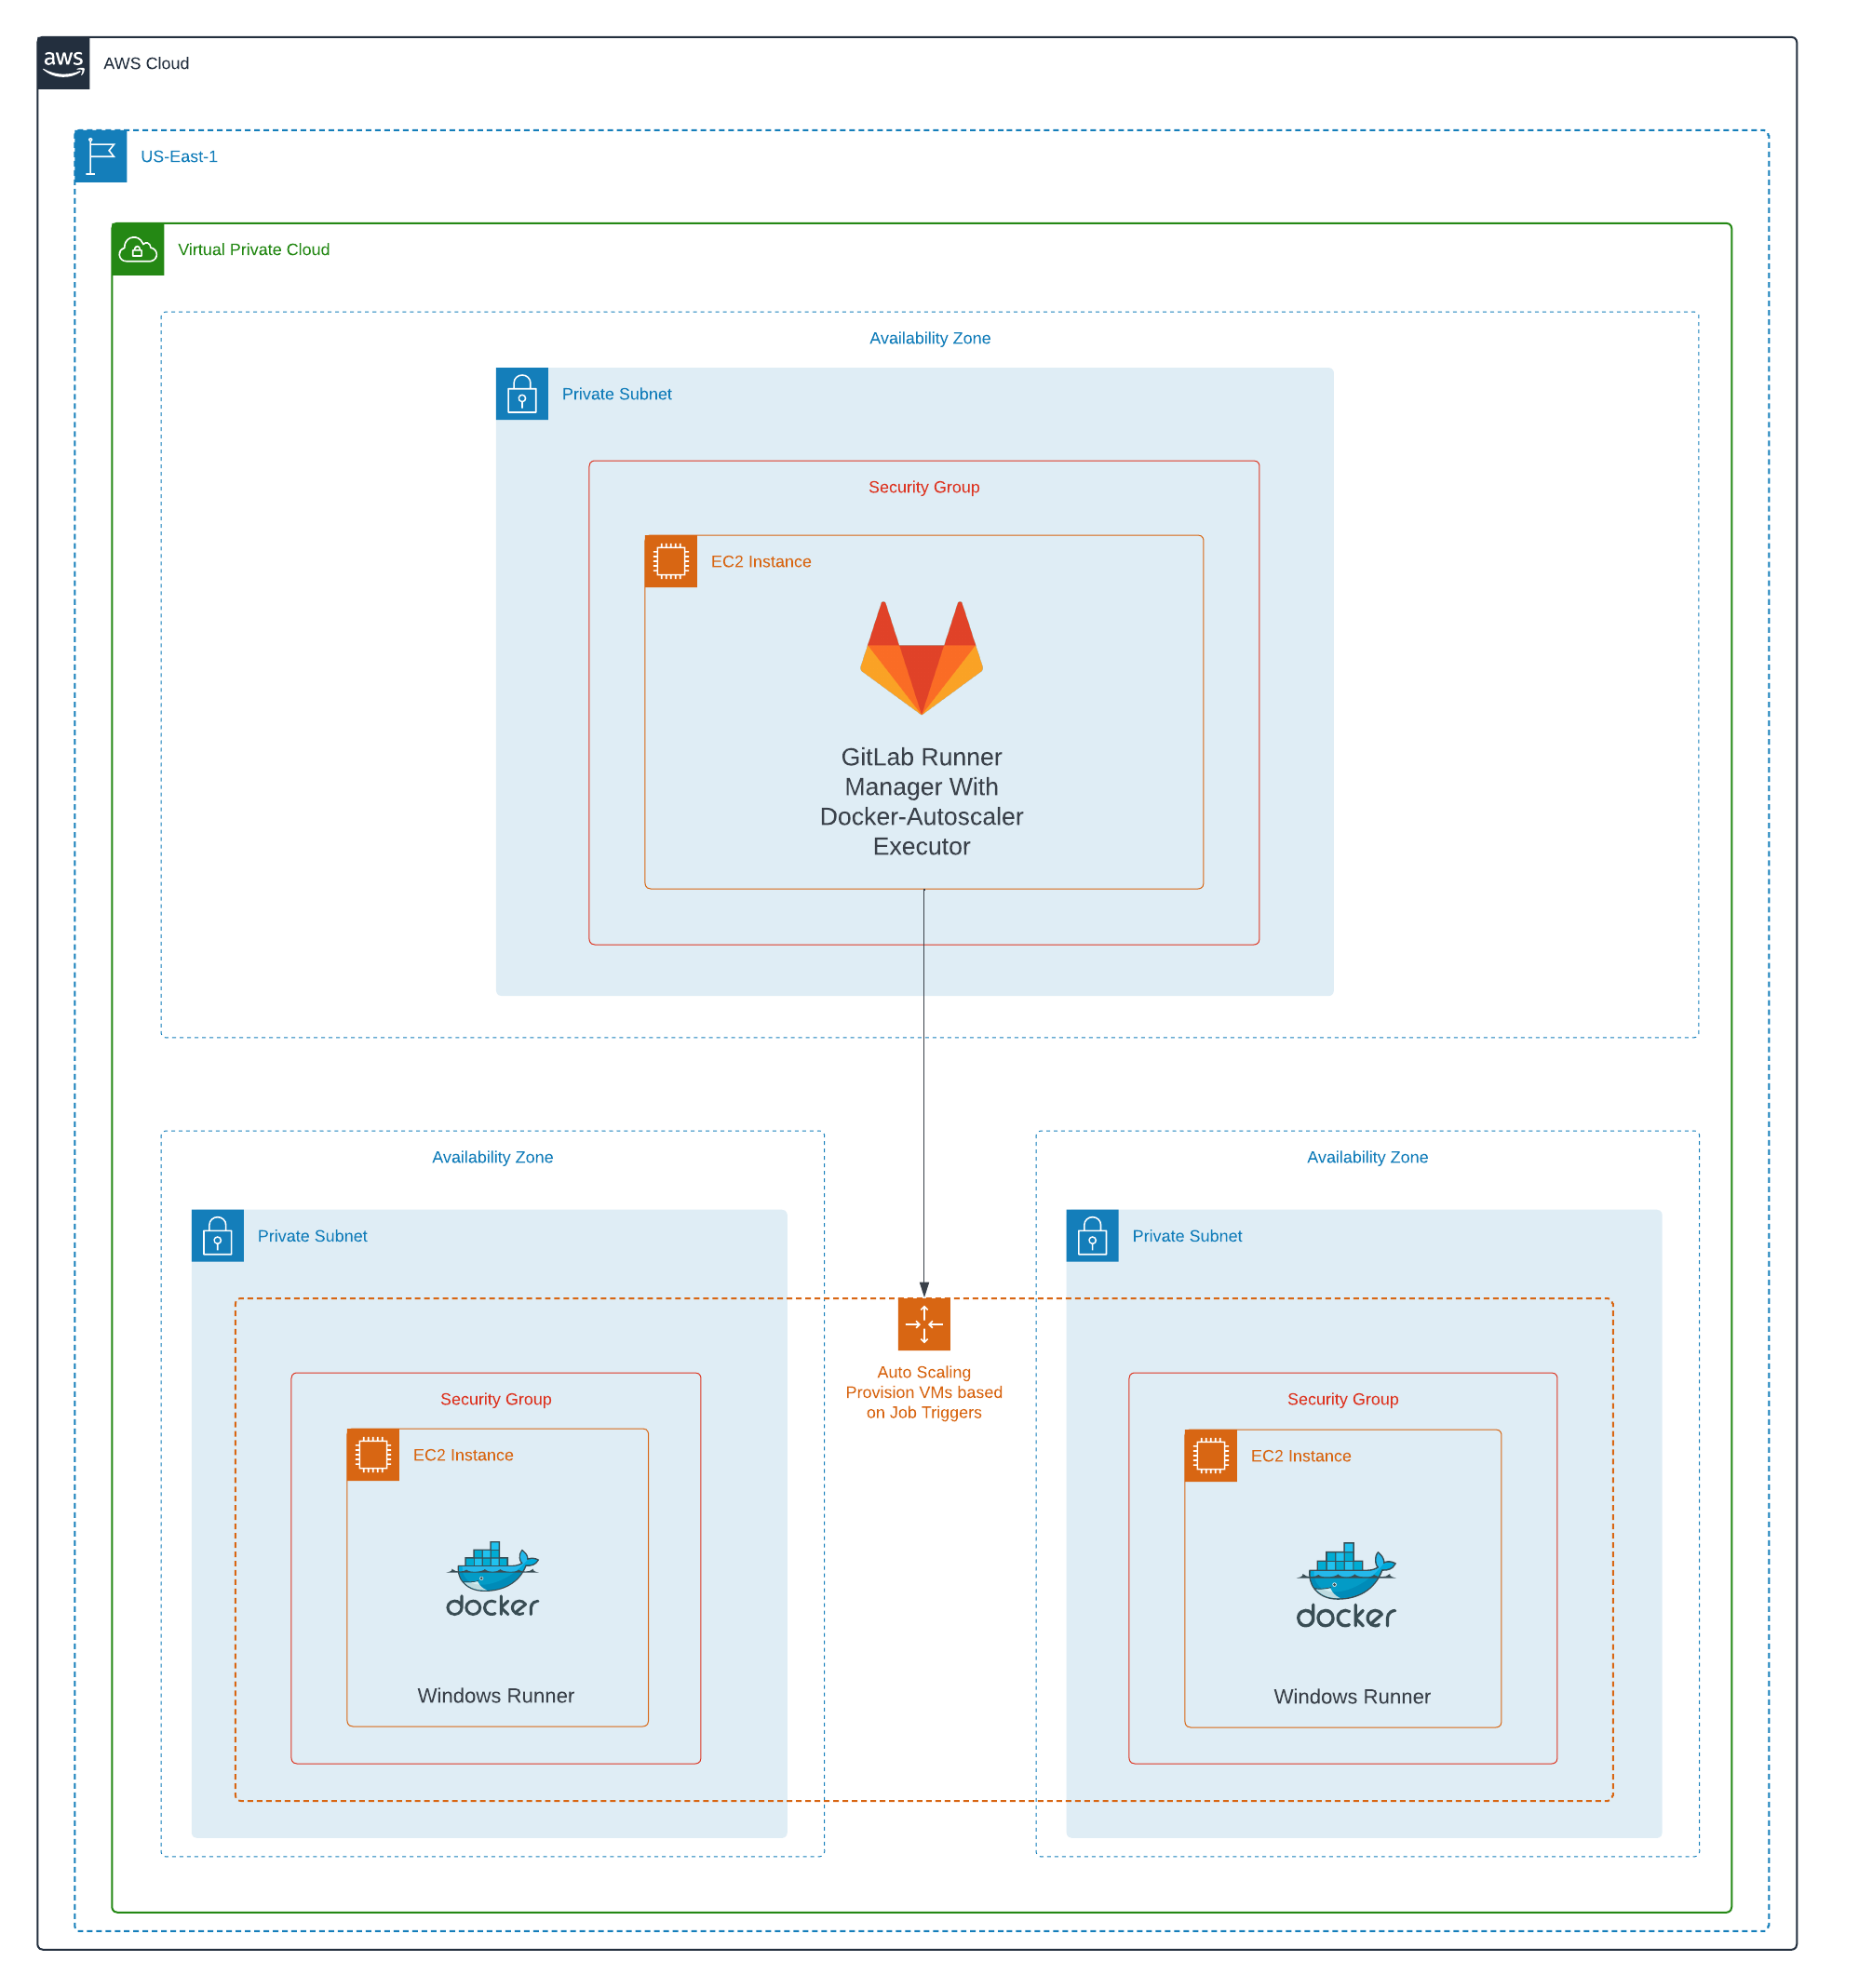 aws
AWS Cloud
US-East-1
Virtual Private Cloud
Availability Zone
Private Subnet
Security Group
EC2 Instance
GitLab Runner
Manager With
Docker-Autoscaler
Executor
Availability Zone
Private Subnet
Security Group
EC2 Instance
docker
Windows Runner
Auto Scaling
Provision VMs based
on Job Triggers
Availability Zone
Private Subnet
Security Group
EC2 Instance
docker
Windows Runner